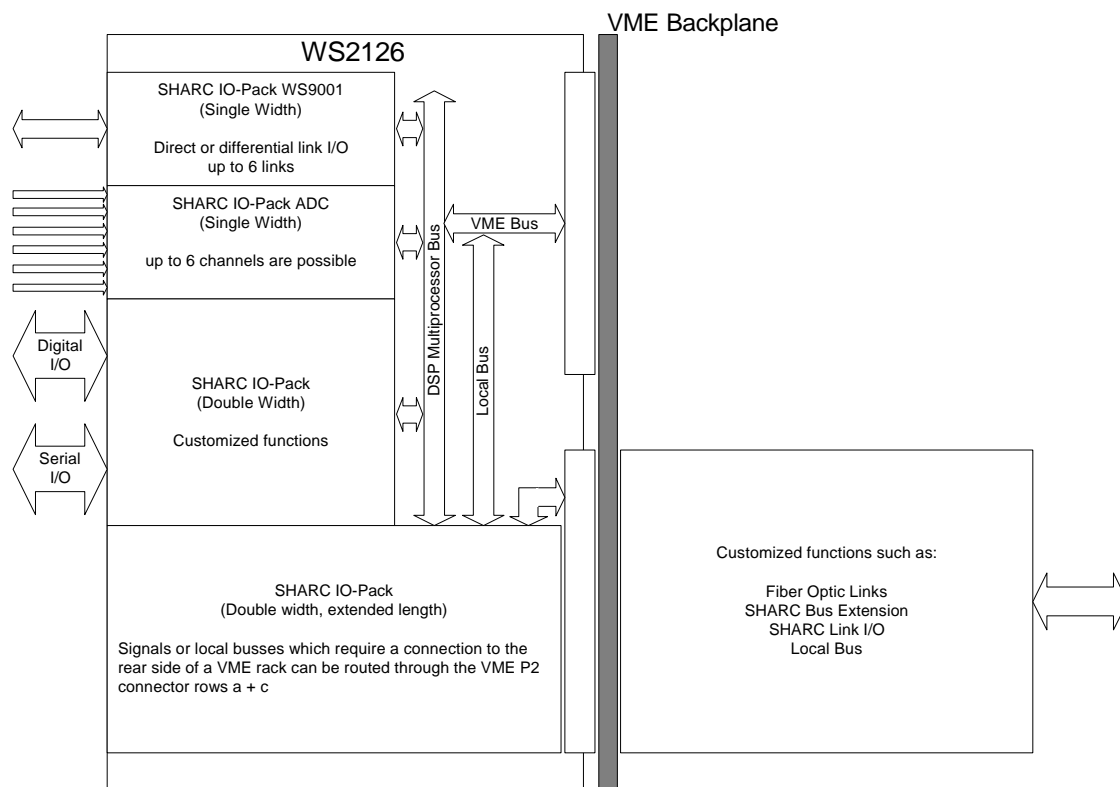 VME Backplane
WS2126
SHARC IO-Pack WS9001
(Single Width)
Direct or differential link I/O
up to 6 links
SHARC IO-Pack ADC
(Single Width)
up to 6 channels are possible
VME Bus
DSP Multiprocessor Bus
Local Bus
Digital
I/O
SHARC IO-Pack
(Double Width)
Customized functions
Serial
I/O
SHARC IO-Pack
(Double width, extended length)
Signals or local busses which require a connection to the
rear side of a VME rack can be routed through the VME P2
connector rows a + c
Customized functions such as:
Fiber Optic Links
SHARC Bus Extension
SHARC Link I/O
Local Bus